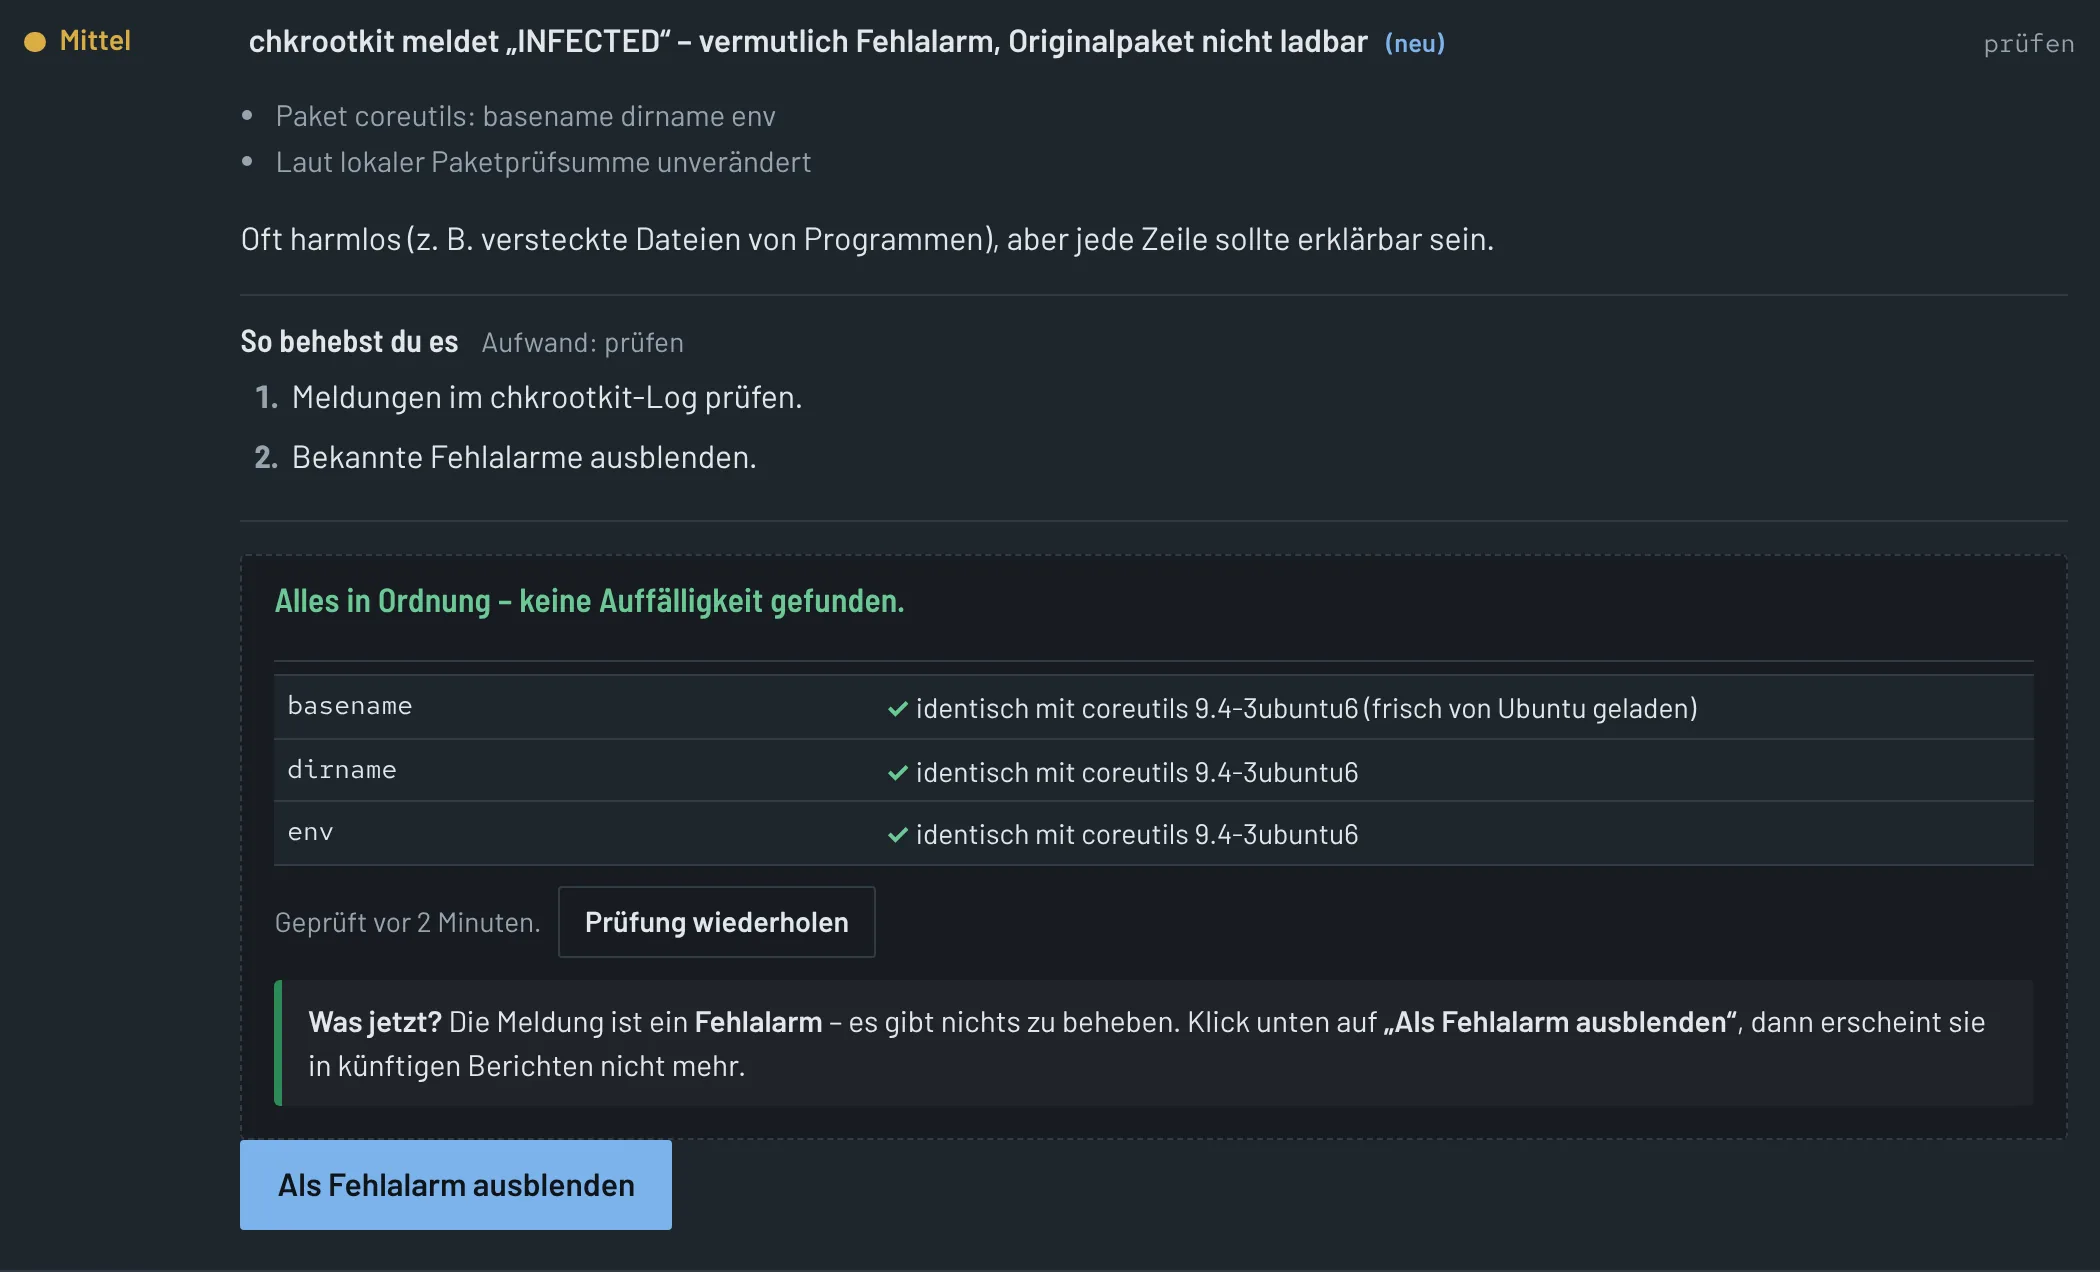 Mittel
chkrootkit meldet „INFECTED“ – vermutlich Fehlalarm, Originalpaket nicht ladbar (neu)
prüfen
• Paket coreutils: basename dirname env
• Laut lokaler Paketprüfsumme unverändert
Oft harmlos (z. B. versteckte Dateien von Programmen), aber jede Zeile sollte erklärbar sein.
So behebst du es Aufwand: prüfen
1. Meldungen im chkrootkit-Log prüfen.
2. Bekannte Fehlalarme ausblenden.
Alles in Ordnung – keine Auffälligkeit gefunden.
basename ✓ identisch mit coreutils 9.4-3ubuntu6 (frisch von Ubuntu geladen)
dirname ✓ identisch mit coreutils 9.4-3ubuntu6
env ✓ identisch mit coreutils 9.4-3ubuntu6
Geprüft vor 2 Minuten. Prüfung wiederholen
Was jetzt? Die Meldung ist ein Fehlalarm – es gibt nichts zu beheben. Klick unten auf „Als Fehlalarm ausblenden“, dann erscheint sie
in künftigen Berichten nicht mehr.
Als Fehlalarm ausblenden